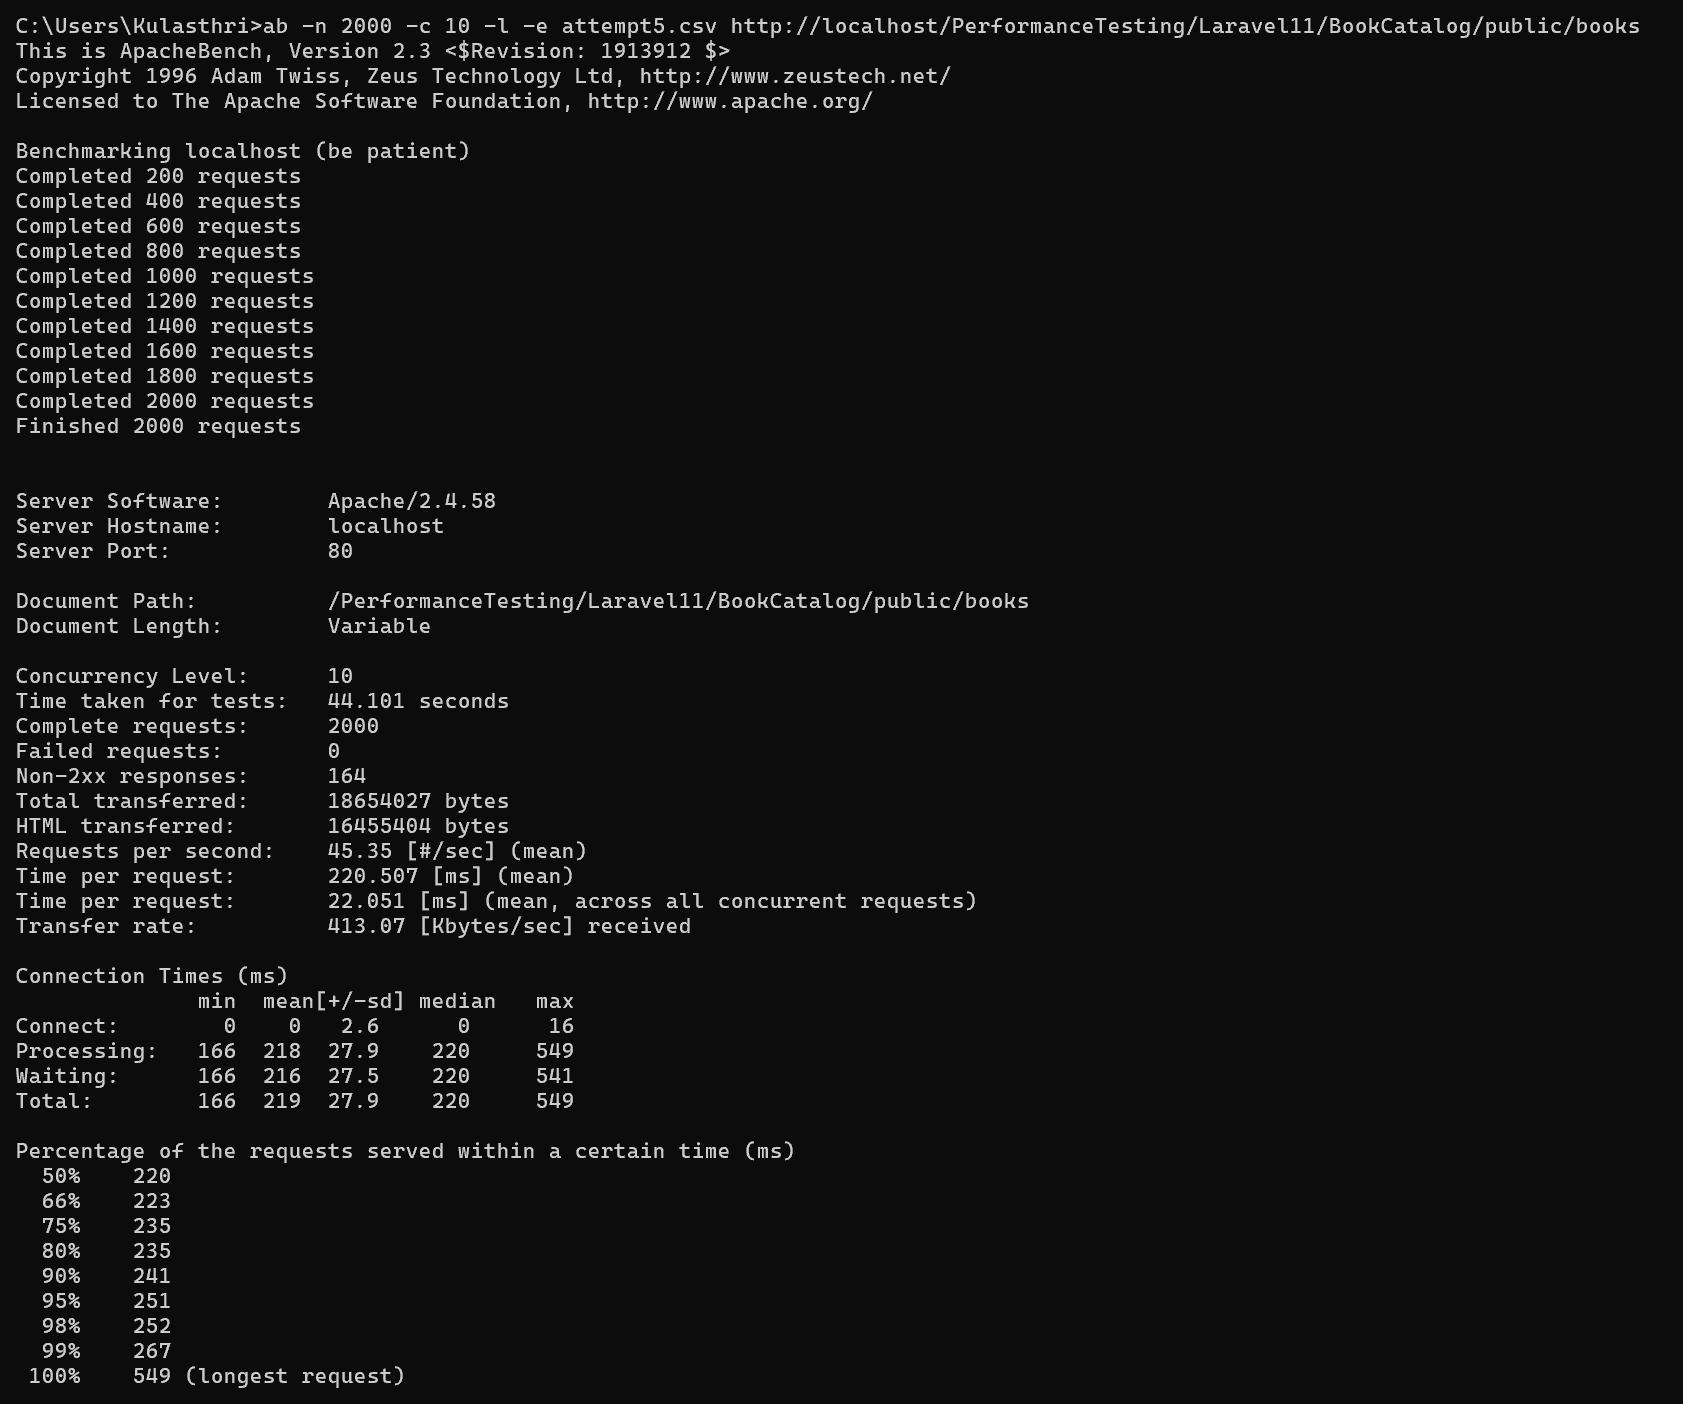 C:\Users\Kulasthri>ab -n 2000 -c 10 -l -e attempt5.csv http://localhost/PerformanceTesting/Laravel11/BookCatalog/public/books
This is ApacheBench, Version 2.3 <$Revision: 1913912 $>
Copyright 1996 Adam Twiss, Zeus Technology Ltd, http://www.zeustech.net/
Licensed to The Apache Software Foundation, http://www.apache.org/

Benchmarking localhost (be patient)
Completed 200 requests
Completed 400 requests
Completed 600 requests
Completed 800 requests
Completed 1000 requests
Completed 1200 requests
Completed 1400 requests
Completed 1600 requests
Completed 1800 requests
Completed 2000 requests
Finished 2000 requests


Server Software:        Apache/2.4.58
Server Hostname:        localhost
Server Port:            80

Document Path:          /PerformanceTesting/Laravel11/BookCatalog/public/books
Document Length:        Variable

Concurrency Level:      10
Time taken for tests:   44.101 seconds
Complete requests:      2000
Failed requests:        0
Non-2xx responses:      164
Total transferred:      18654027 bytes
HTML transferred:       16455404 bytes
Requests per second:    45.35 [#/sec] (mean)
Time per request:       220.507 [ms] (mean)
Time per request:       22.051 [ms] (mean, across all concurrent requests)
Transfer rate:          413.07 [Kbytes/sec] received

Connection Times (ms)
              min  mean[+/-sd] median   max
Connect:        0    0   2.6      0      16
Processing:   166  218  27.9    220     549
Waiting:      166  216  27.5    220     541
Total:        166  219  27.9    220     549

Percentage of the requests served within a certain time (ms)
  50%    220
  66%    223
  75%    235
  80%    235
  90%    241
  95%    251
  98%    252
  99%    267
 100%    549 (longest request)